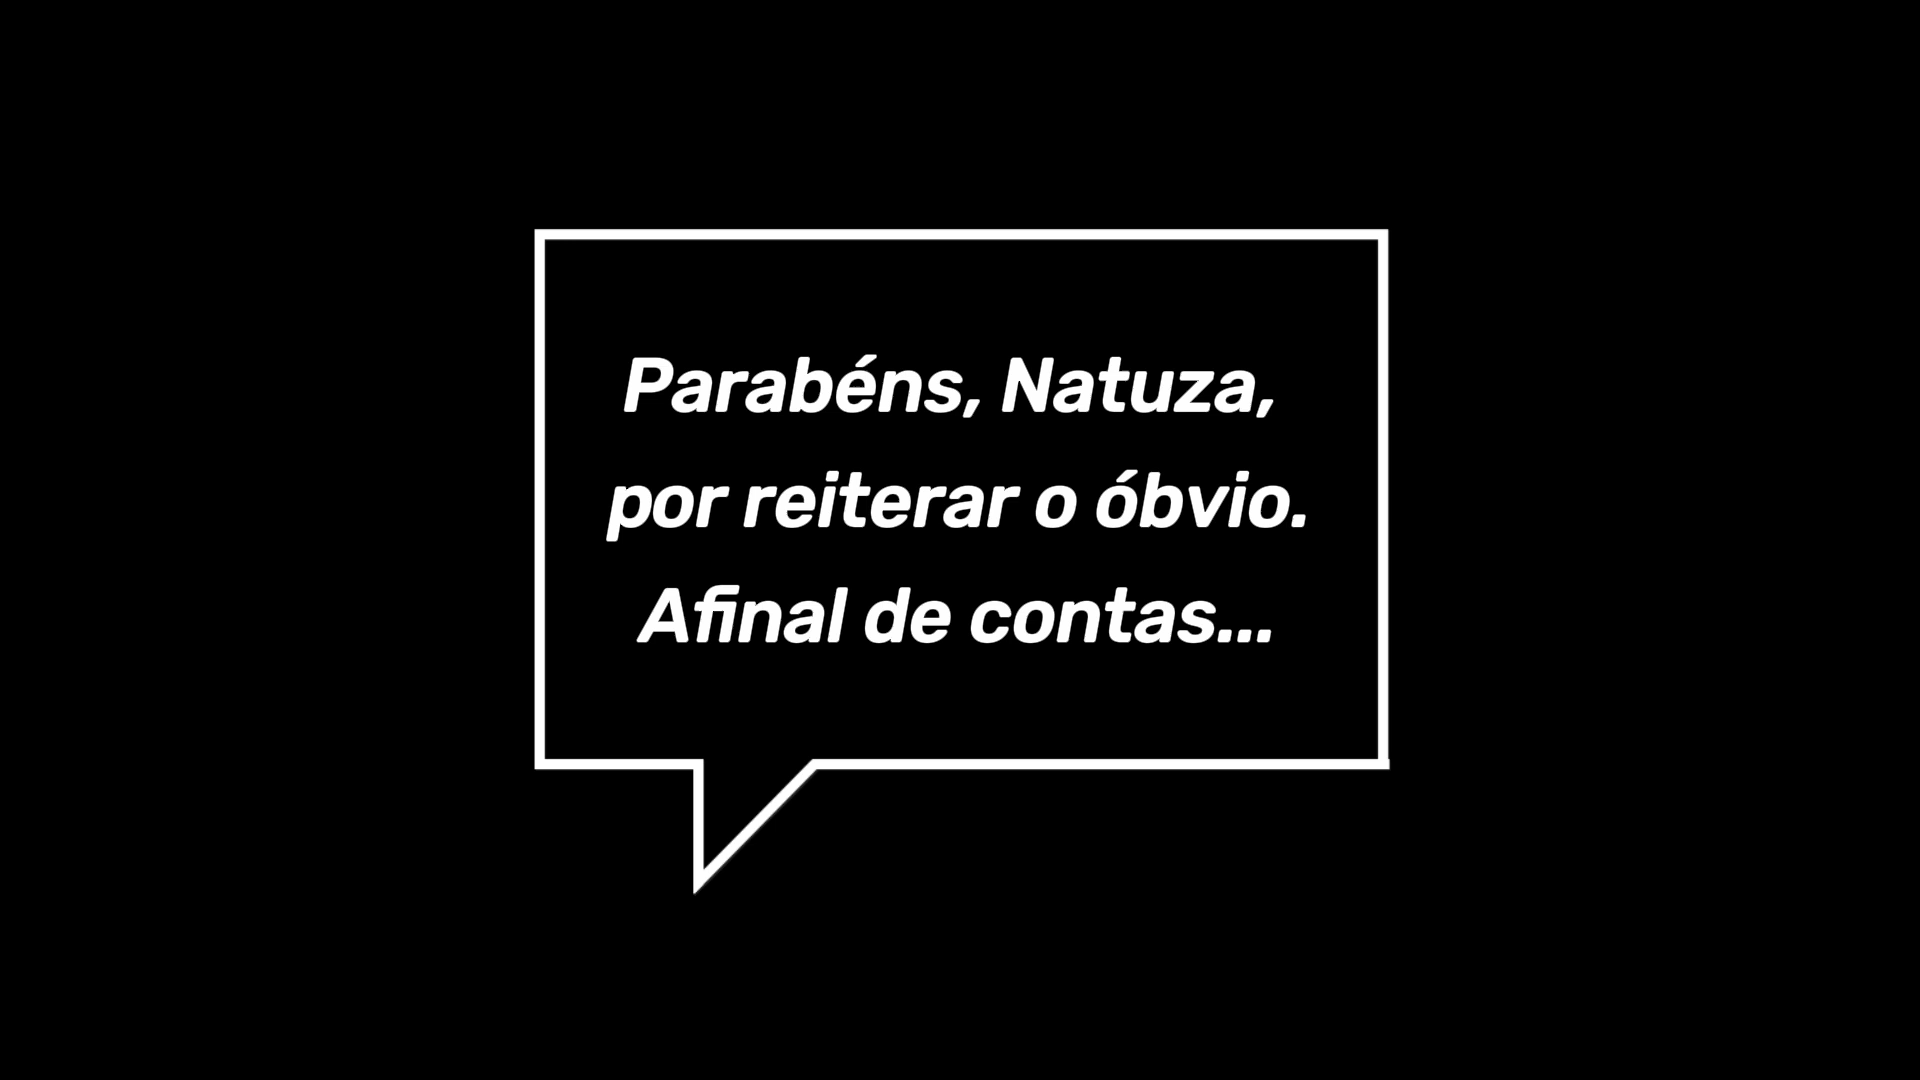 Parabéns, Natuza,
por reiterar o óbvio.
Afinal de contas...